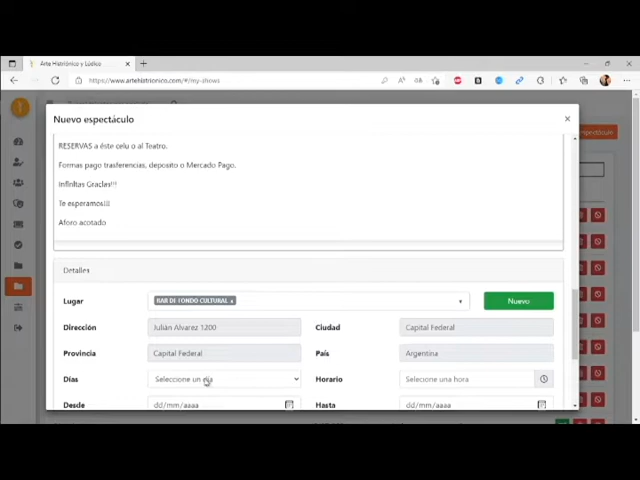 Arte Histriónico y Lúdico
https://www.artehistrionico.com/#/my-shows
Nuevo espectáculo
RESERVAS a éste celu o al Teatro.
Formas pago trasferencias, deposito o Mercado Pago.
Infinitas Gracias!!!
Te esperamos!!!
Aforo acotado
Detalles
Lugar
BAR DE FONDO CULTURAL x
Nuevo
Dirección
Julián Alvarez 1200
Ciudad
Capital Federal
Provincia
Capital Federal
País
Argentina
Días
Seleccione un día
Horario
Seleccione una hora
Desde
dd/mm/aaaa
Hasta
dd/mm/aaaa